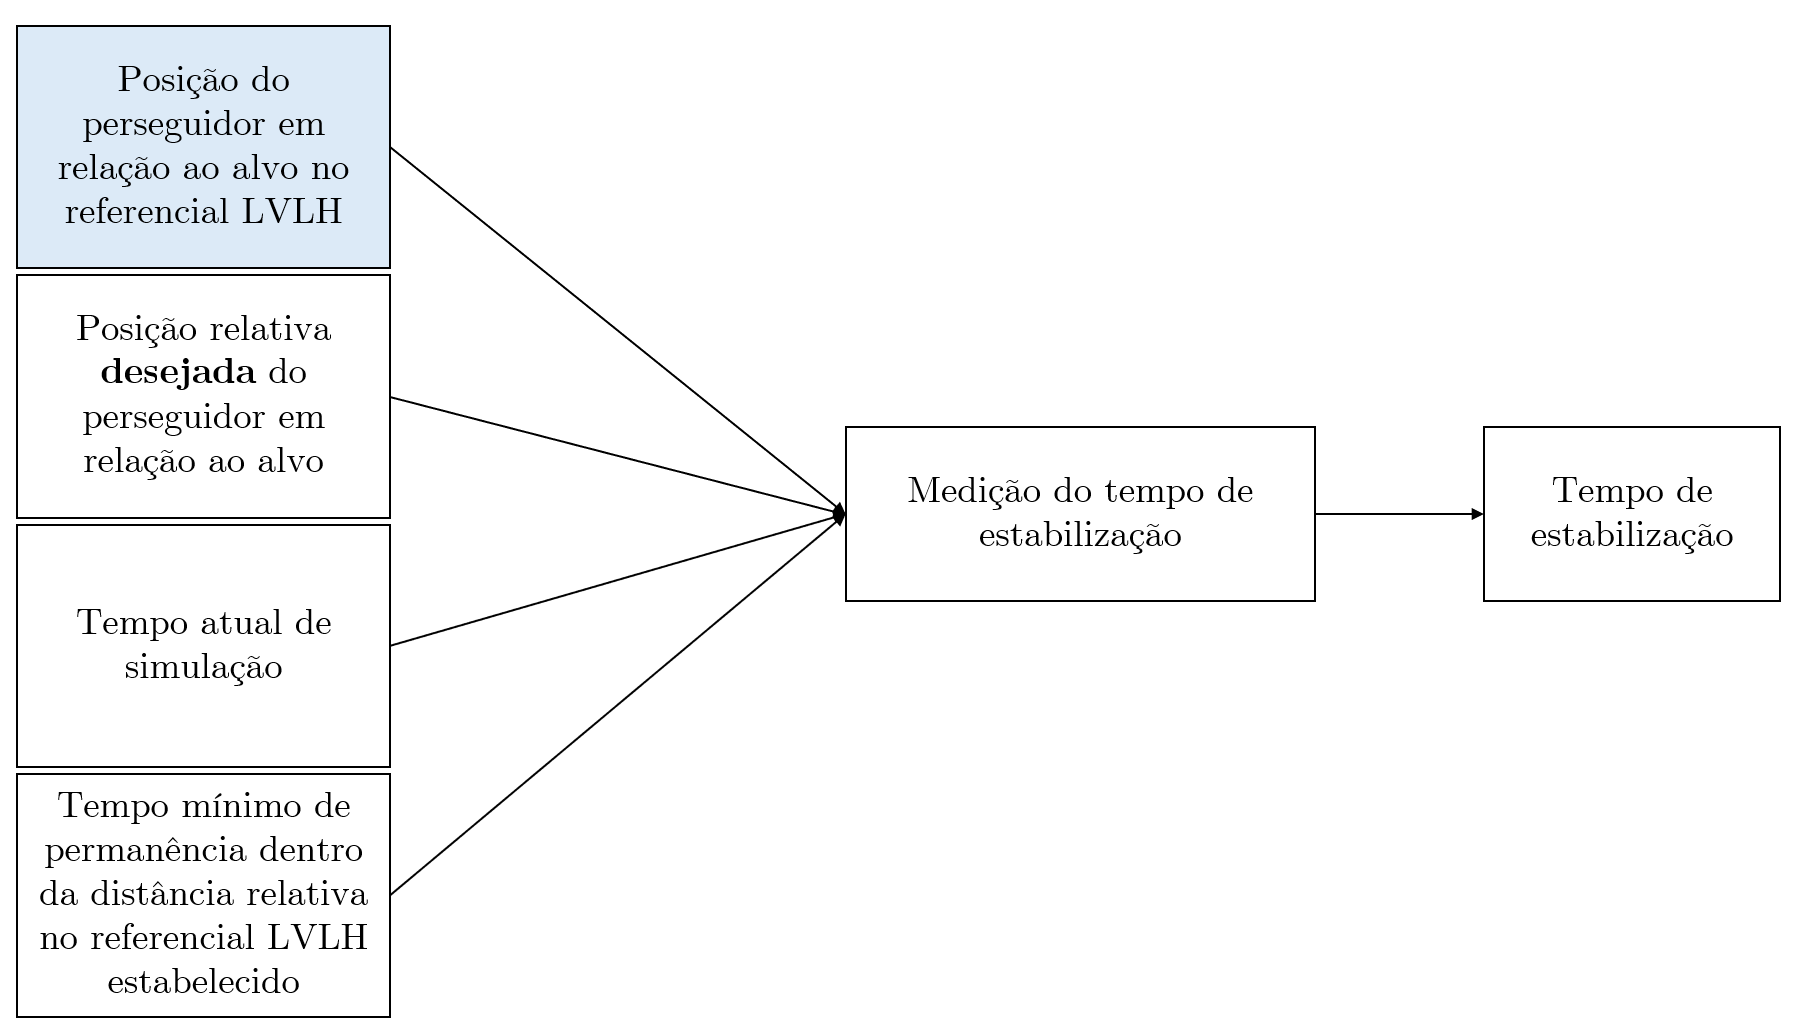 Posição do
perseguidor em
relação ao alvo no
referencial LVLH
Posição relativa
desejada do
perseguidor em
relação ao alvo
Tempo atual de
simulação
Tempo mínimo de
permanência dentro
da distância relativa
no referencial LVLH
estabelecido
Medição do tempo de
estabilização
Tempo de
estabilização